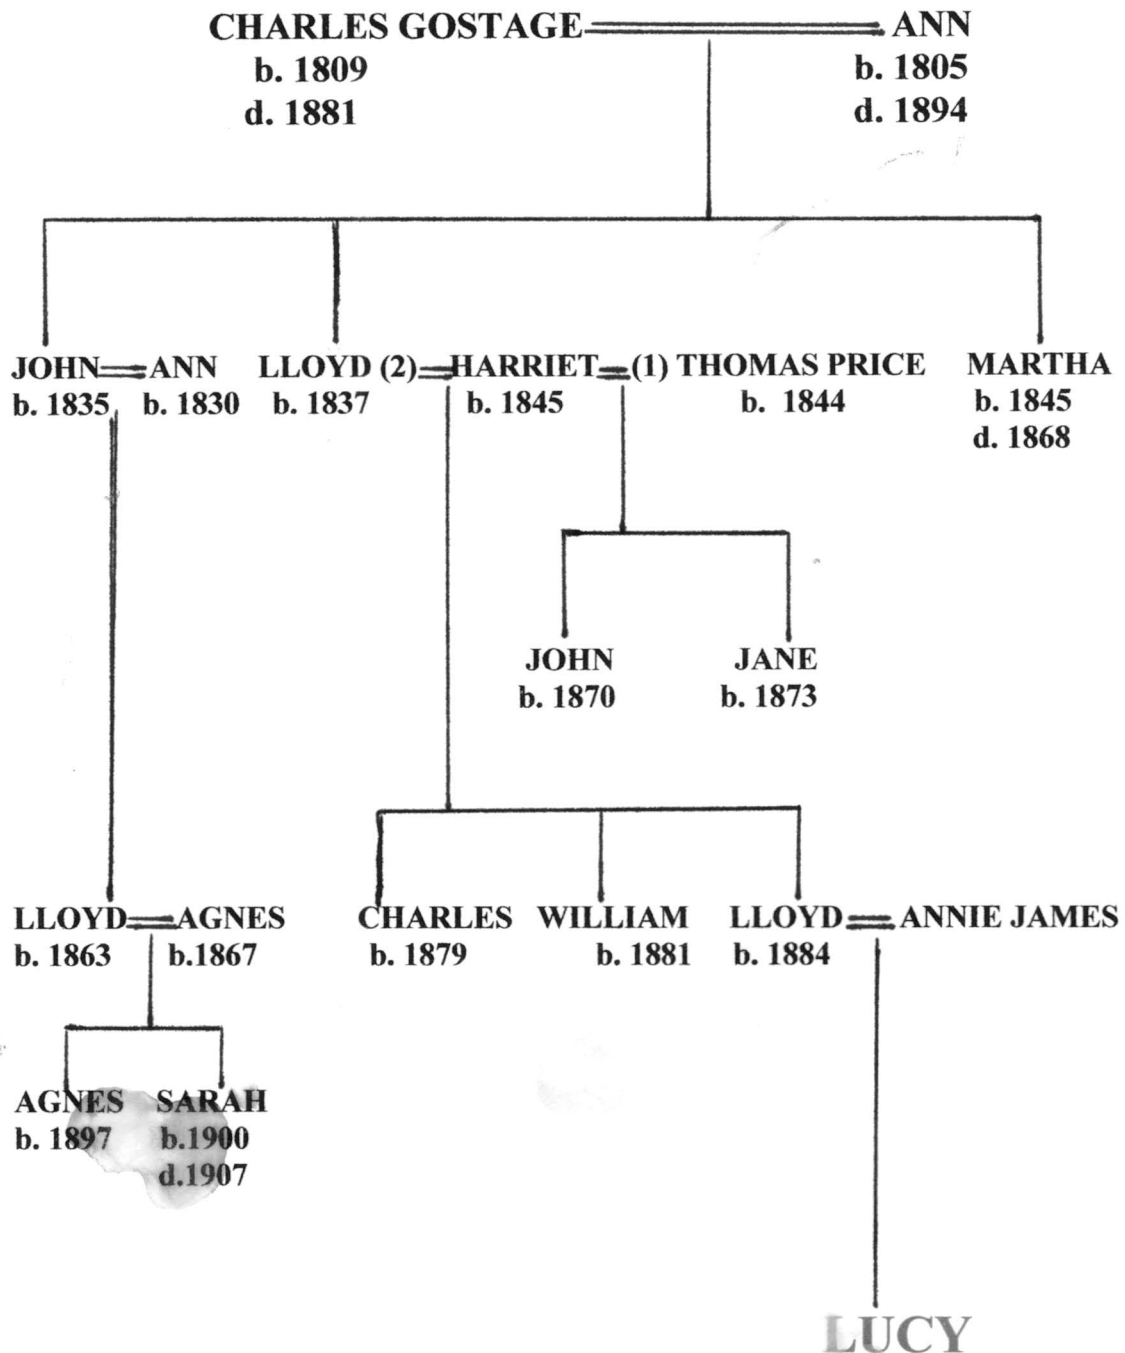 CHARLES GOSTAGE ANN
b. 1809 b. 1805
d. 1881 d. 1894
JOHN ANN LLOYD (2) HARRIET (1) THOMAS PRICE MARTHA
b. 1835 b. 1830 b. 1837 b. 1845 b. 1844 b. 1845
d. 1868
JOHN JANE
b. 1870 b. 1873
LLOYD AGNES CHARLES WILLIAM LLOYD ANNIE JAMES
b. 1863 b.1867 b. 1879 b. 1881 b. 1884
AGNES SARAH
b. 1897 b.1900
d.1907
LUCY